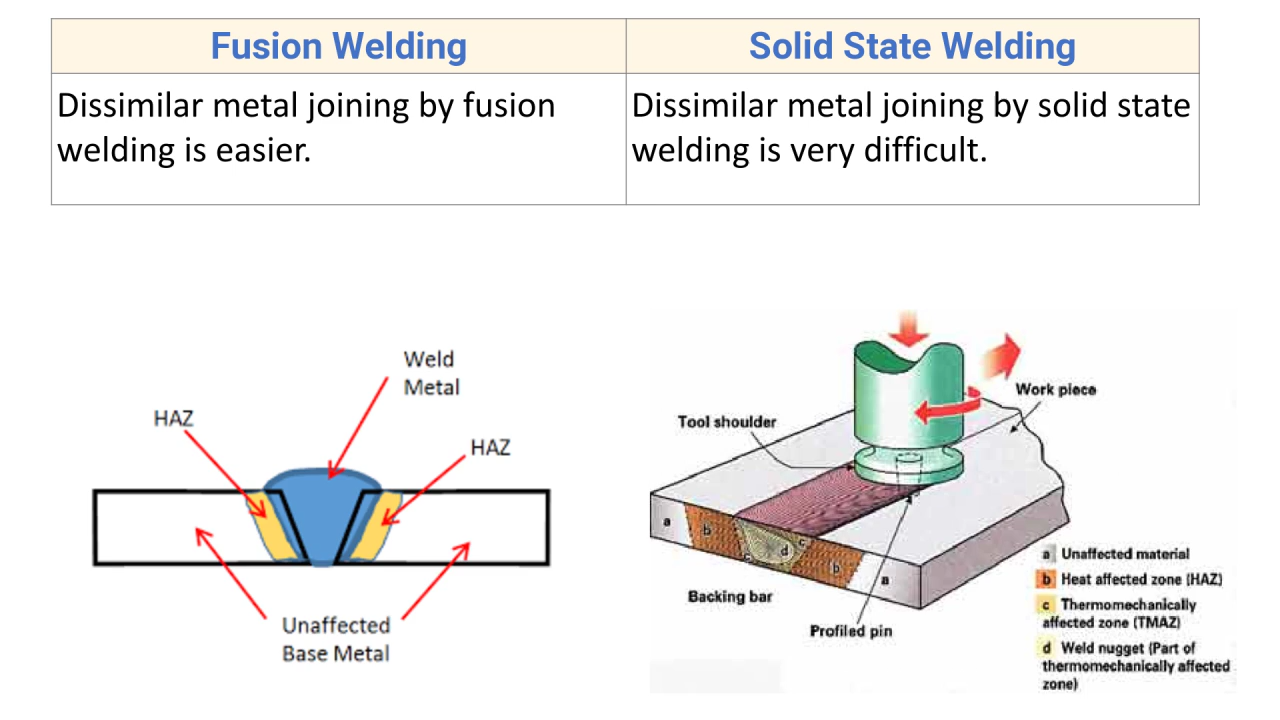 Fusion Welding
Solid State Welding
Dissimilar metal joining by fusion
welding is easier.
Dissimilar metal joining by solid state
welding is very difficult.
Weld
Metal
HAZ
HAZ
Unaffected
Base Metal
Work piece
Tool shoulder
a
b
c
d
c
b
a
Backing bar
Profiled pin
a Unaffected material
b Heat affected zone (HAZ)
c Thermomechanically
affected zone (TMAZ)
d Weld nugget (Part of
thermomechanically affected
zone)